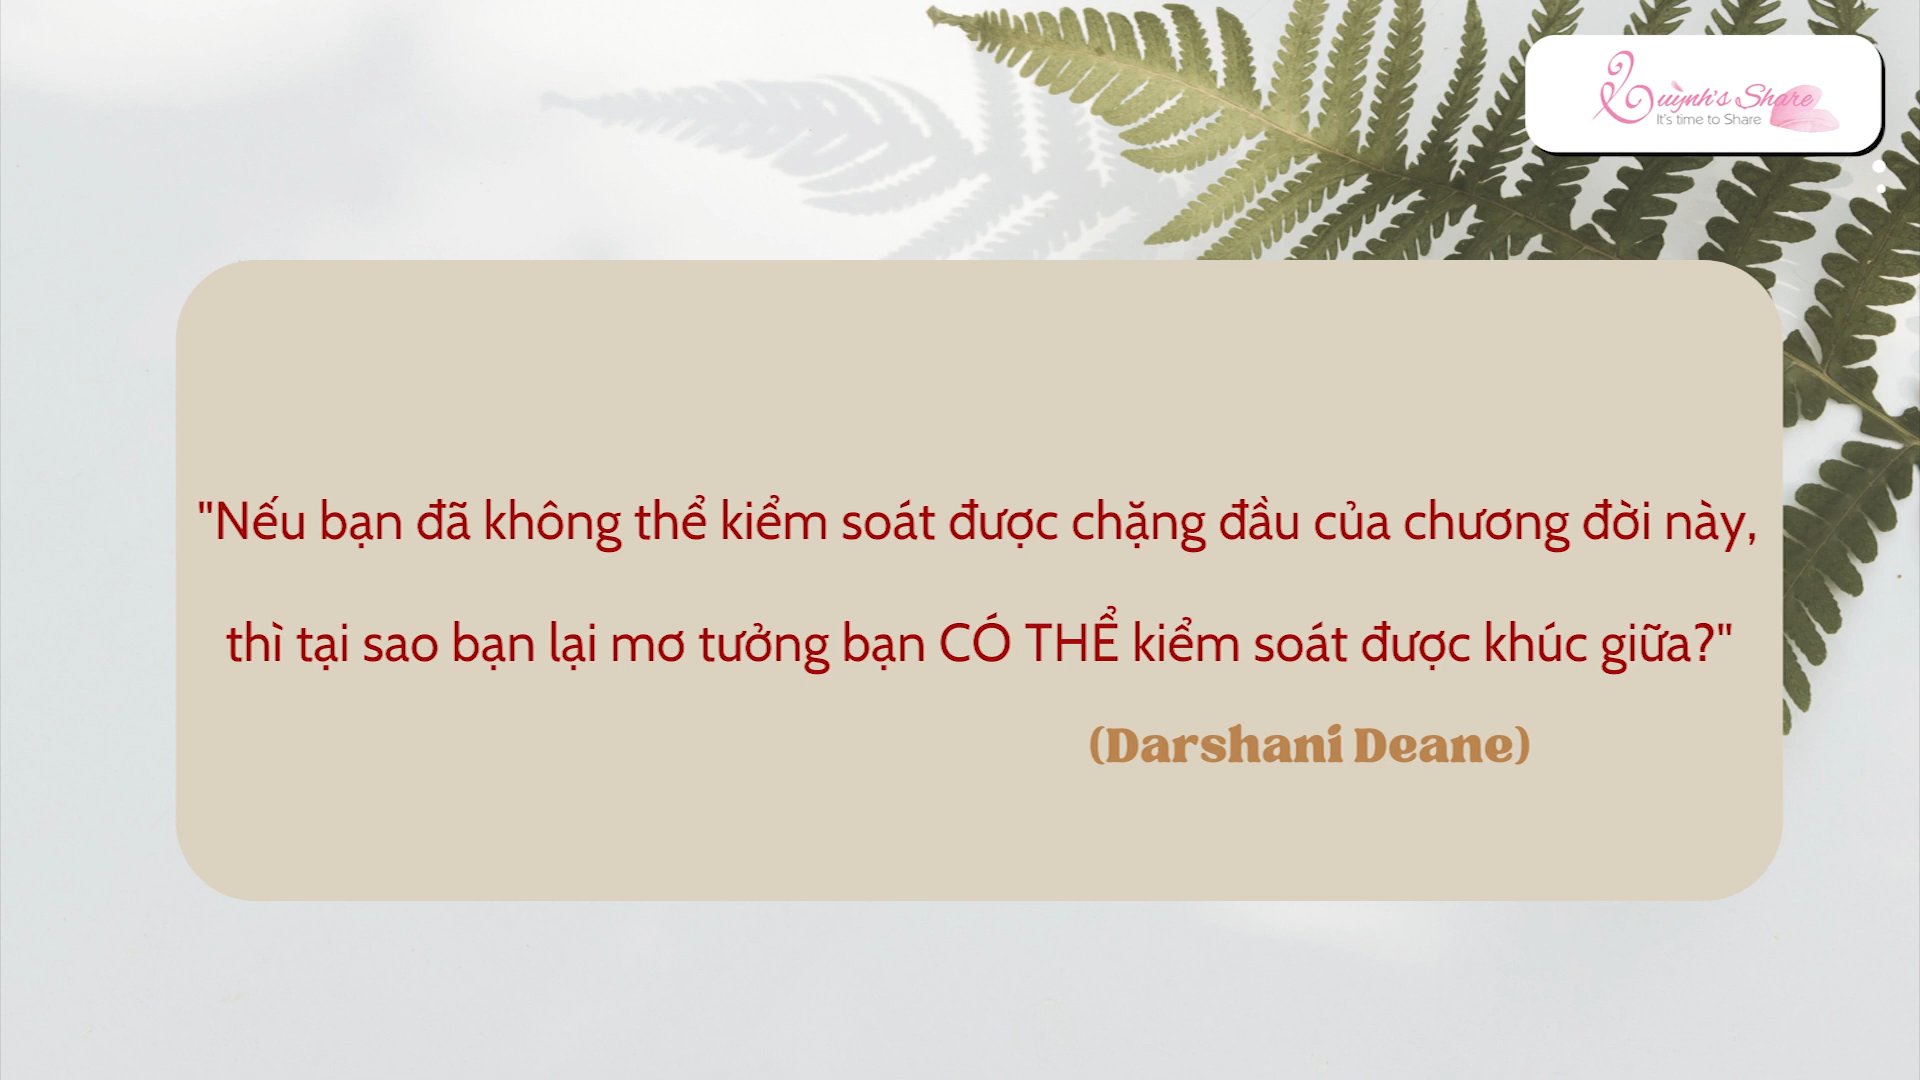 Quỳnh's Share
It's time to Share
"Nếu bạn đã không thể kiểm soát được chặng đầu của chương đời này,
thì tại sao bạn lại mơ tưởng bạn CÓ THỂ kiểm soát được khúc giữa?"
(Darshani Deane)